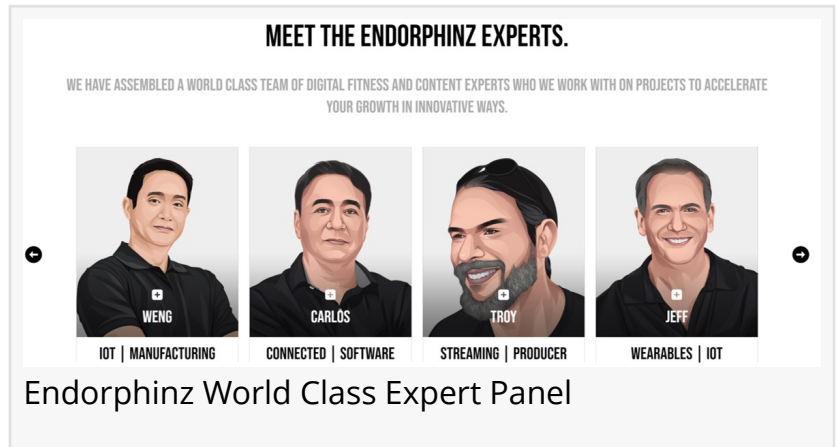 MEET THE ENDORPHINZ EXPERTS.
WE HAVE ASSEMBLED A WORLD CLASS TEAM OF DIGITAL FITNESS AND CONTENT EXPERTS WHO WE WORK WITH ON PROJECTS TO ACCELERATE
YOUR GROWTH IN INNOVATIVE WAYS.
WENG
CARLOS
TROY
JEFF
IOT | MANUFACTURING
CONNECTED | SOFTWARE
STREAMING | PRODUCER
WEARABLES | IOT
Endorphinz World Class Expert Panel